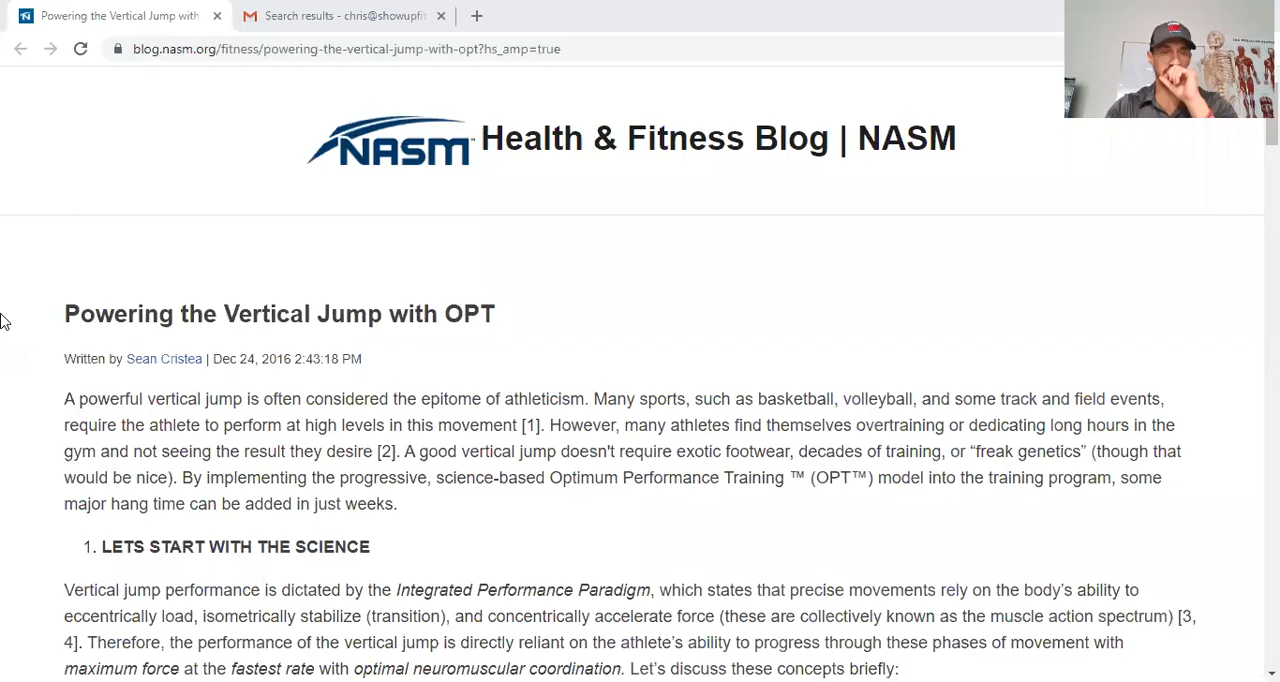 Powering the Vertical Jump with
Search results - chris@showupfit
blog.nasm.org/fitness/powering-the-vertical-jump-with-opt?hs_amp=true
NASM Health & Fitness Blog | NASM
Powering the Vertical Jump with OPT
Written by Sean Cristea | Dec 24, 2016 2:43:18 PM
A powerful vertical jump is often considered the epitome of athleticism. Many sports, such as basketball, volleyball, and some track and field events,
require the athlete to perform at high levels in this movement [1]. However, many athletes find themselves overtraining or dedicating long hours in the
gym and not seeing the result they desire [2]. A good vertical jump doesn't require exotic footwear, decades of training, or “freak genetics” (though that
would be nice). By implementing the progressive, science-based Optimum Performance Training ™ (OPT™) model into the training program, some
major hang time can be added in just weeks.
1. LETS START WITH THE SCIENCE
Vertical jump performance is dictated by the Integrated Performance Paradigm, which states that precise movements rely on the body’s ability to
eccentrically load, isometrically stabilize (transition), and concentrically accelerate force (these are collectively known as the muscle action spectrum) [3,
4]. Therefore, the performance of the vertical jump is directly reliant on the athlete’s ability to progress through these phases of movement with
maximum force at the fastest rate with optimal neuromuscular coordination. Let’s discuss these concepts briefly: